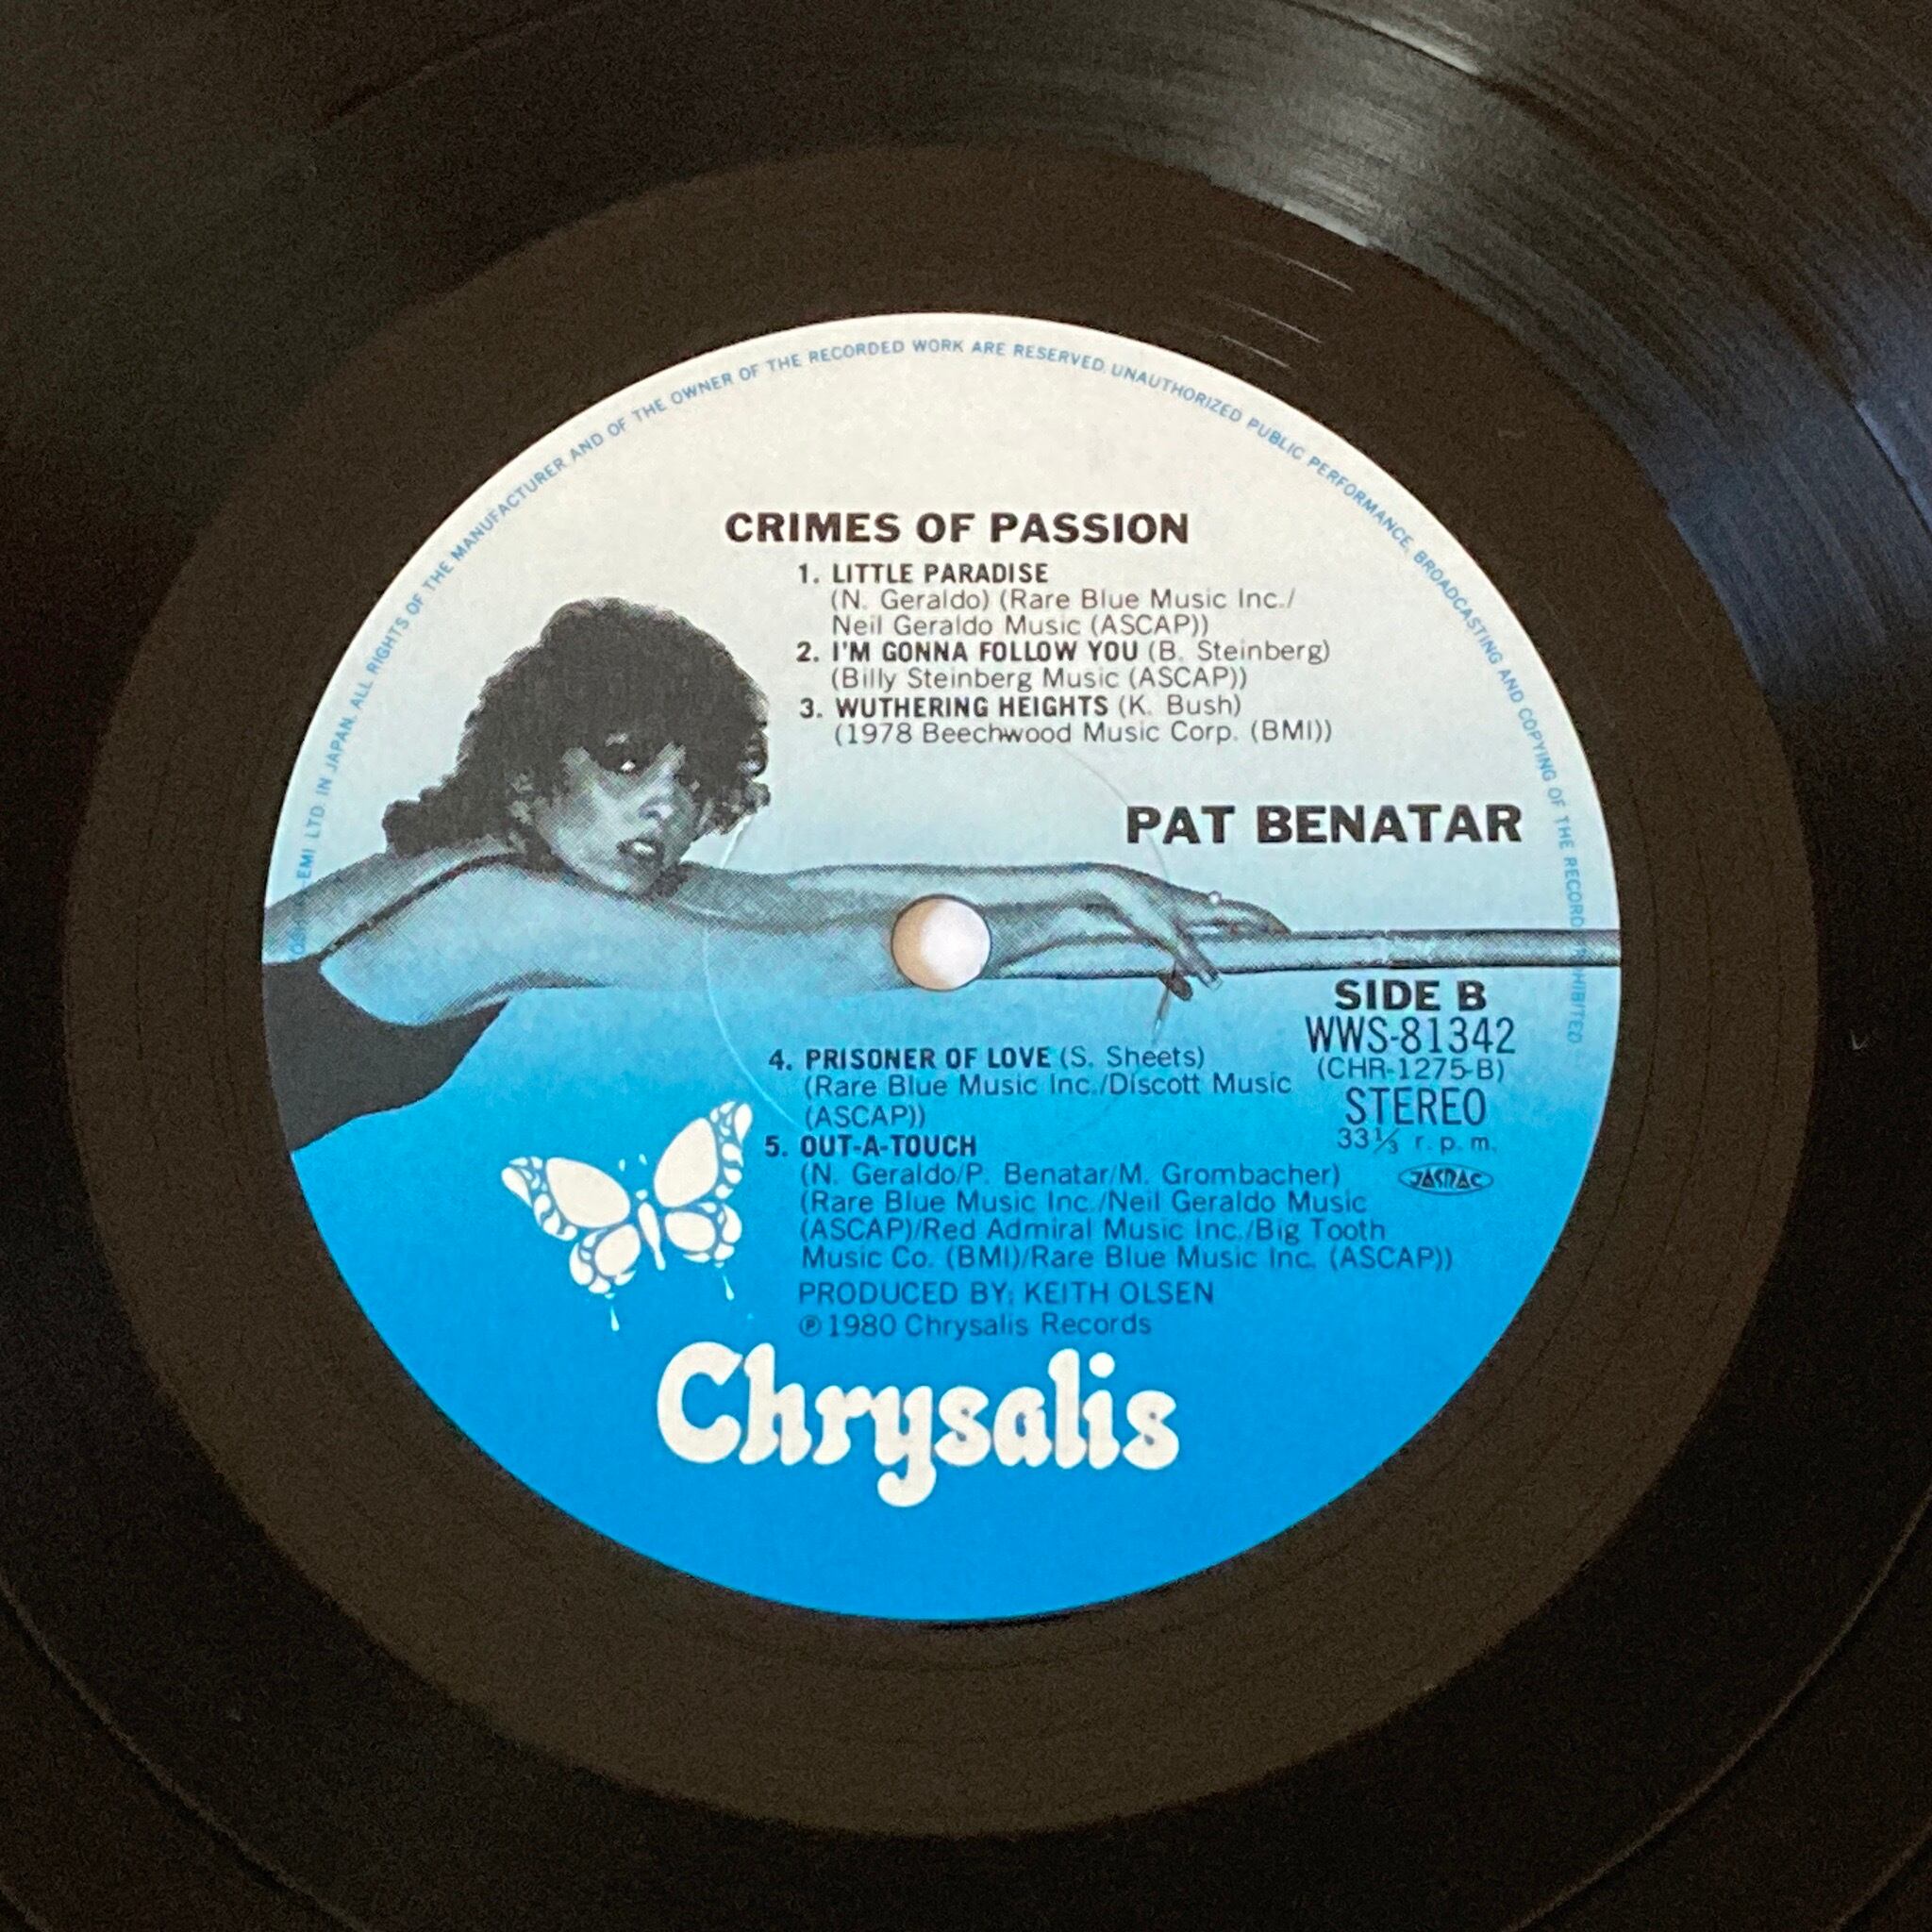 -EMI LTD IN JAPAN. ALL RIGHTS OF THE MANUFACTURER AND OF THE OWNER OF THE RECORDED WORK ARE RESERVED. UNAUTHORIZED PUBLIC PERFORMANCE, BROADCASTING AND COPYING OF THE RECORD
CRIMES OF PASSION
1. LITTLE PARADISE
(N. Geraldo) (Rare Blue Music Inc./
Neil Geraldo Music (ASCAP))
2. I'M GONNA FOLLOW YOU (B. Steinberg)
(Billy Steinberg Music (ASCAP))
3. WUTHERING HEIGHTS (K. Bush)
(1978 Beechwood Music Corp. (BMI))
PAT BENATAR
SIDE B
WWS-81342
(CHR-1275-B)
STEREO
33⅓ r. p. m.
JASRAC
4. PRISONER OF LOVE (S. Sheets)
(Rare Blue Music Inc./Discott Music
(ASCAP))
5. OUT-A-TOUCH
(N. Geraldo/P. Benatar/M. Grombacher)
(Rare Blue Music Inc./Neil Geraldo Music
(ASCAP)/Red Admiral Music Inc./Big Tooth
Music Co. (BMI)/Rare Blue Music Inc. (ASCAP))
PRODUCED BY: KEITH OLSEN
℗ 1980 Chrysalis Records
Chrysalis